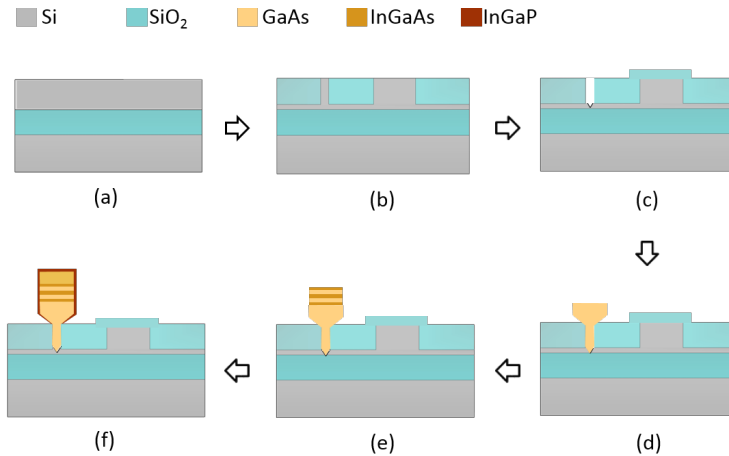 Si SiO₂ GaAs InGaAs InGaP
(a) (b) (c)
(f) (e) (d)